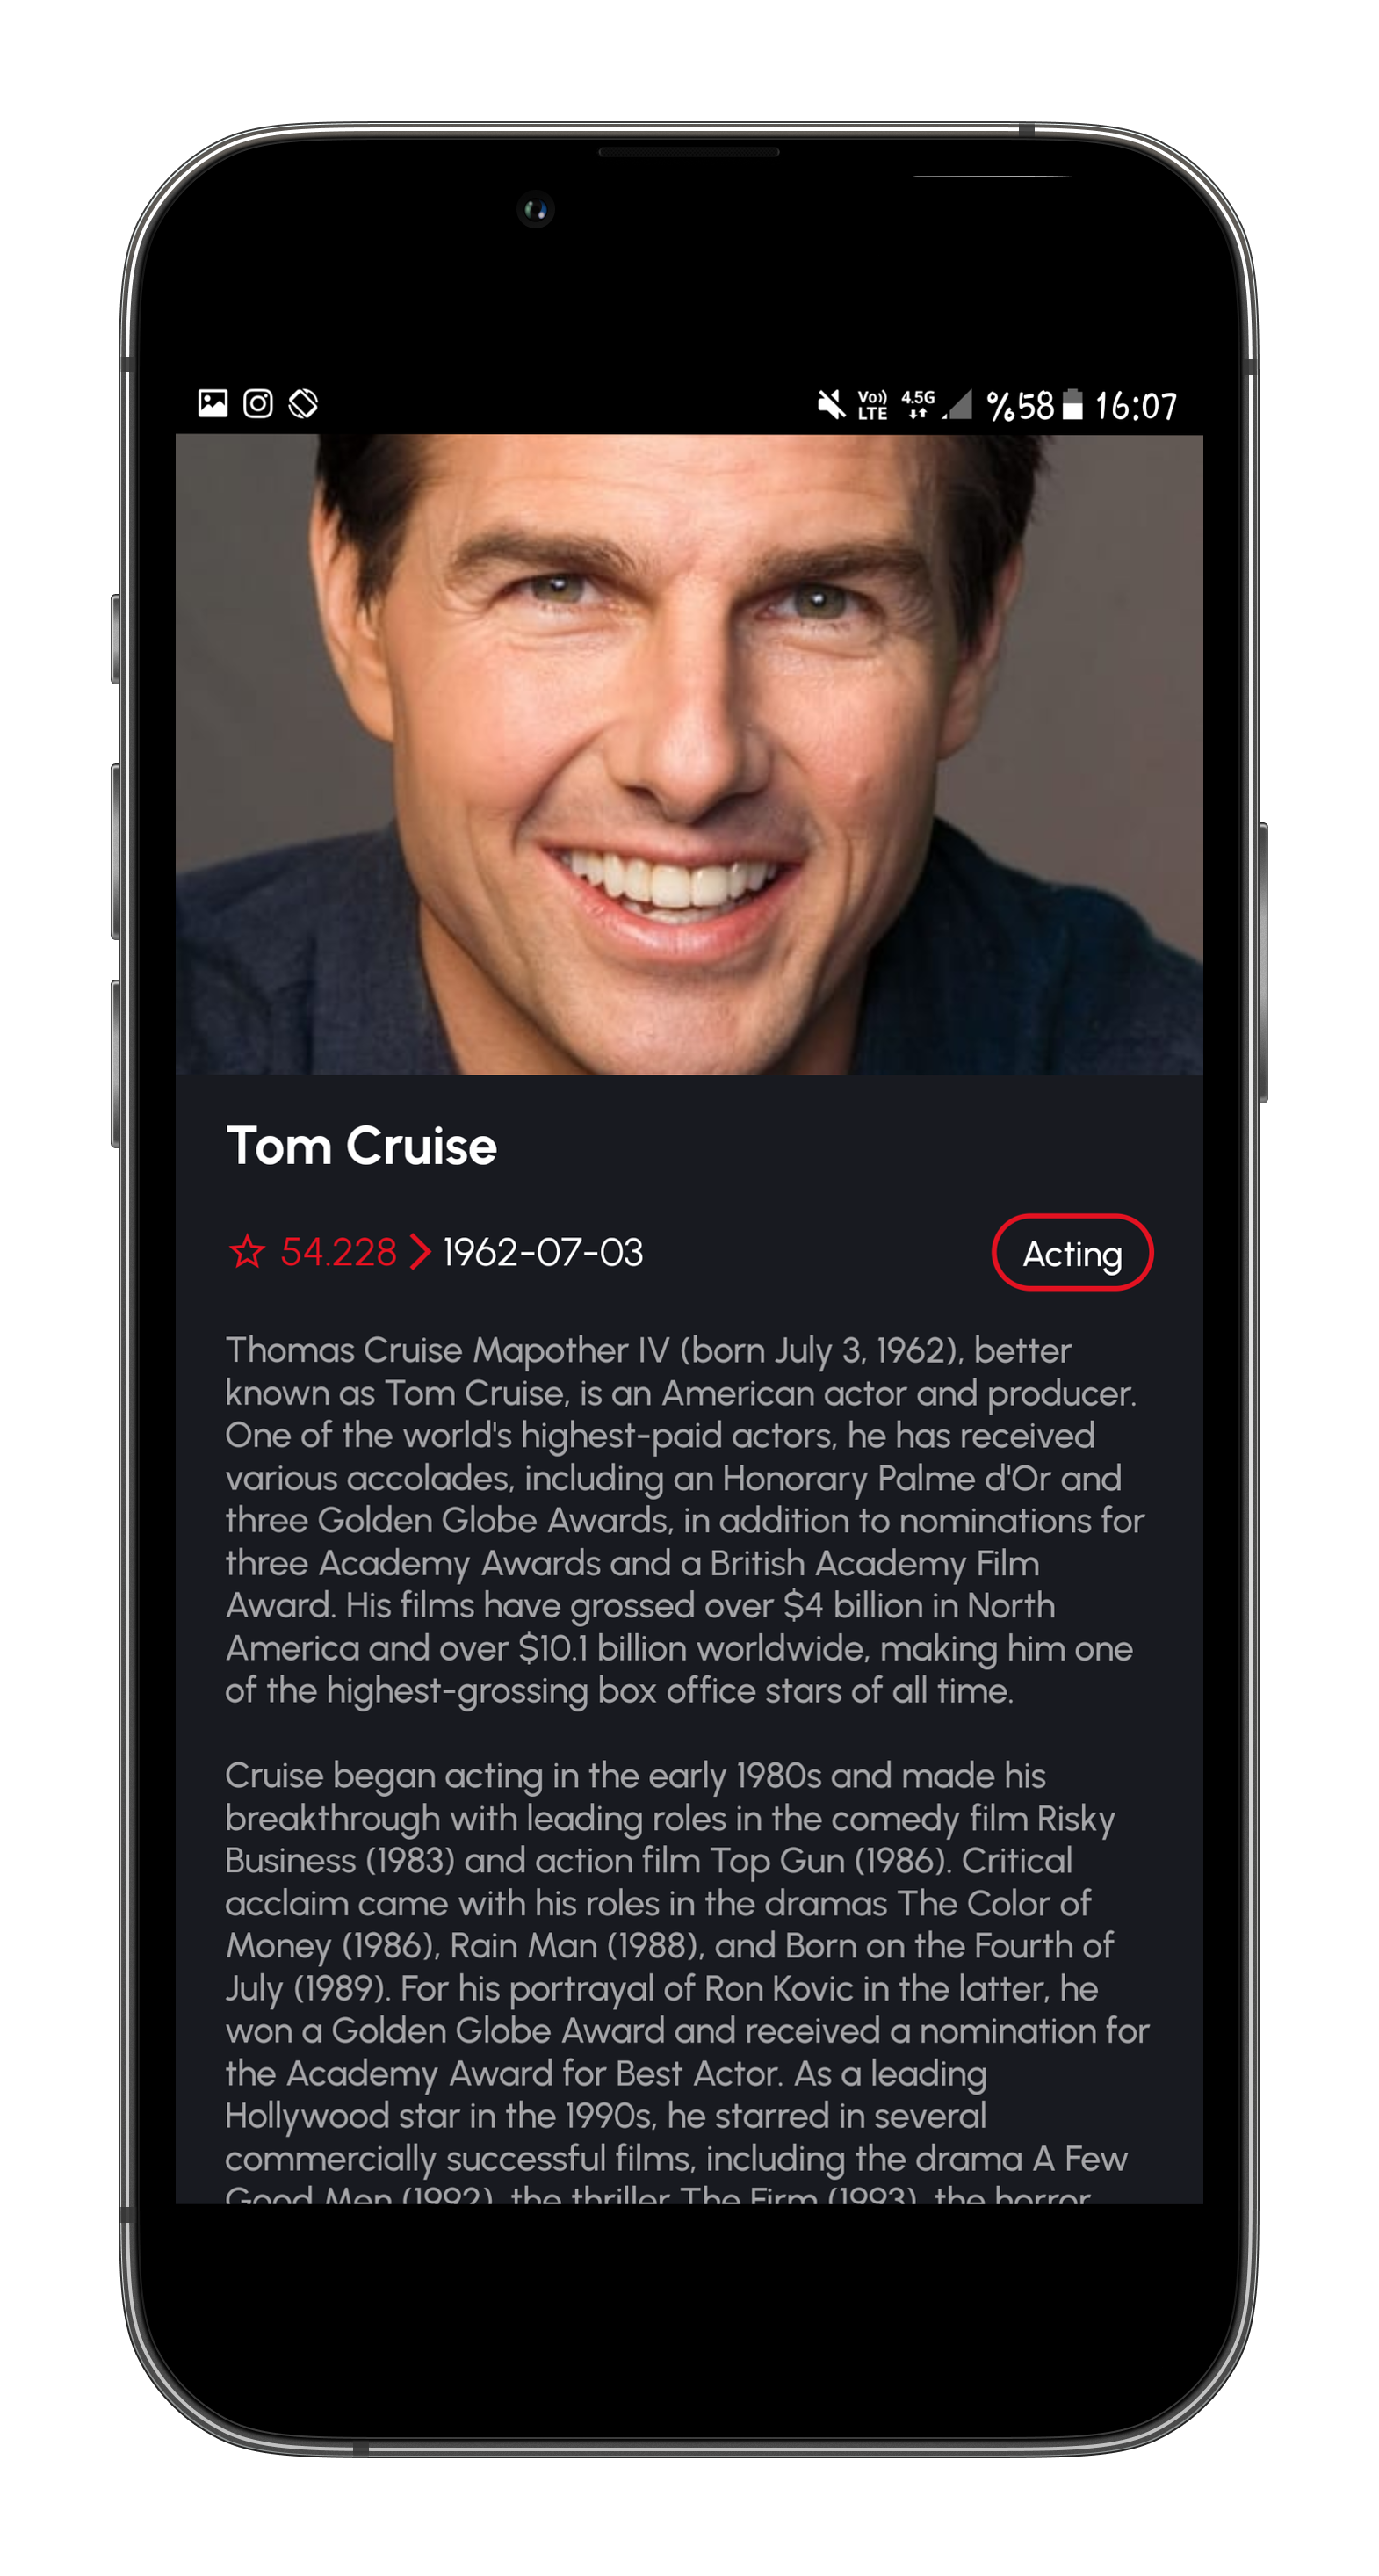 Vo)) LTE 4.5G %58 16:07
Tom Cruise
54.228 1962-07-03 Acting
Thomas Cruise Mapother IV (born July 3, 1962), better
known as Tom Cruise, is an American actor and producer.
One of the world's highest-paid actors, he has received
various accolades, including an Honorary Palme d'Or and
three Golden Globe Awards, in addition to nominations for
three Academy Awards and a British Academy Film
Award. His films have grossed over $4 billion in North
America and over $10.1 billion worldwide, making him one
of the highest-grossing box office stars of all time.
Cruise began acting in the early 1980s and made his
breakthrough with leading roles in the comedy film Risky
Business (1983) and action film Top Gun (1986). Critical
acclaim came with his roles in the dramas The Color of
Money (1986), Rain Man (1988), and Born on the Fourth of
July (1989). For his portrayal of Ron Kovic in the latter, he
won a Golden Globe Award and received a nomination for
the Academy Award for Best Actor. As a leading
Hollywood star in the 1990s, he starred in several
commercially successful films, including the drama A Few
Good Men (1992), the thriller The Firm (1993), the horror